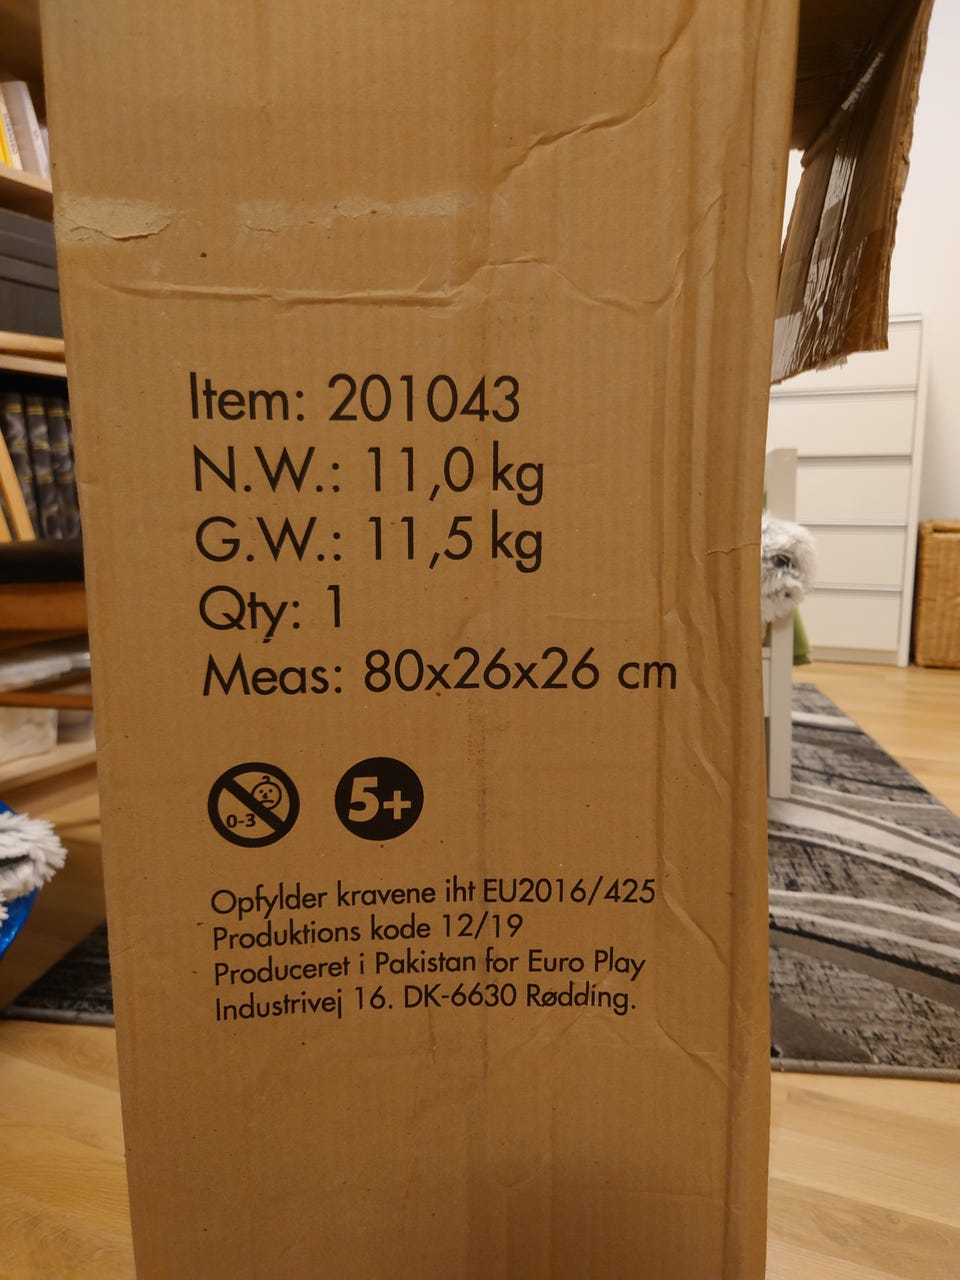 Item: 201043
N.W.: 11,0 kg
G.W.: 11,5 kg
Qty: 1
Meas: 80x26x26 cm
0-3
5+
Opfylder kravene iht EU2016/425
Produktions kode 12/19
Produceret i Pakistan for Euro Play
Industrivej 16. DK-6630 Rødding.